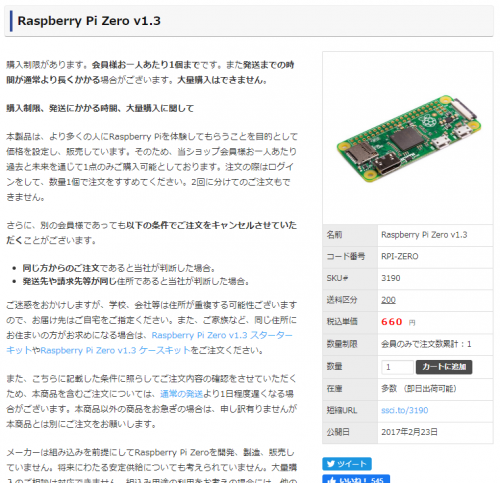 Raspberry Pi Zero v1.3
購入制限があります。会員様お一人あたり1個までです。また発送までの時
間が通常より長くかかる場合がございます。大量購入はできません。
購入制限、発送にかかる時間、大量購入に関して
本製品は、より多くの人にRaspberry Piを体験してもらうことを目的として
価格を設定し、販売しています。そのため、当ショップ会員様お一人あたり
過去と未来を通じて1点のみご購入可能としております。注文の際はログイ
ンをして、数量1個で注文をすすめてください。2回に分けてのご注文もで
きません。
さらに、別の会員様であっても以下の条件でご注文をキャンセルさせていた
だくことがございます。
同じ方からのご注文であると当社が判断した場合。
発送先や請求先等が同じ住所であると当社が判断した場合。
ご迷惑をおかけしますが、学校、会社等は住所が重複する可能性ございます
ので、お届け先はご自宅をご指定ください。また、ご家族など、同じ住所に
お住まいの方がお求めになる場合は、Raspberry Pi Zero v1.3 スターター
キットやRaspberry Pi Zero v1.3 ケースキットをご注文ください。
また、こちらに記載した条件に照らしてご注文内容の確認をさせていただく
ため、本商品を含むご注文については、通常の発送より1日程度遅くなる場
合がございます。本商品以外の商品をお急ぎの場合は、申し訳有りませんが
本商品とは別にご注文をお願いします。
メーカーは組み込みを前提にしてRaspberry Pi Zeroを開発、製造、販売し
ていません。将来にわたる安定供給についても考えられていません。大量購
名前 Raspberry Pi Zero v1.3
コード番号 RPI-ZERO
SKU# 3190
送料区分 200
税込単価 660 円
数量制限 会員のみで注文数累計：1
数量 1 カートに追加
在庫 多数 （即日出荷可能）
短縮URL ssci.to/3190
公開日 2017年2月23日
ツイート
いいね！ 545